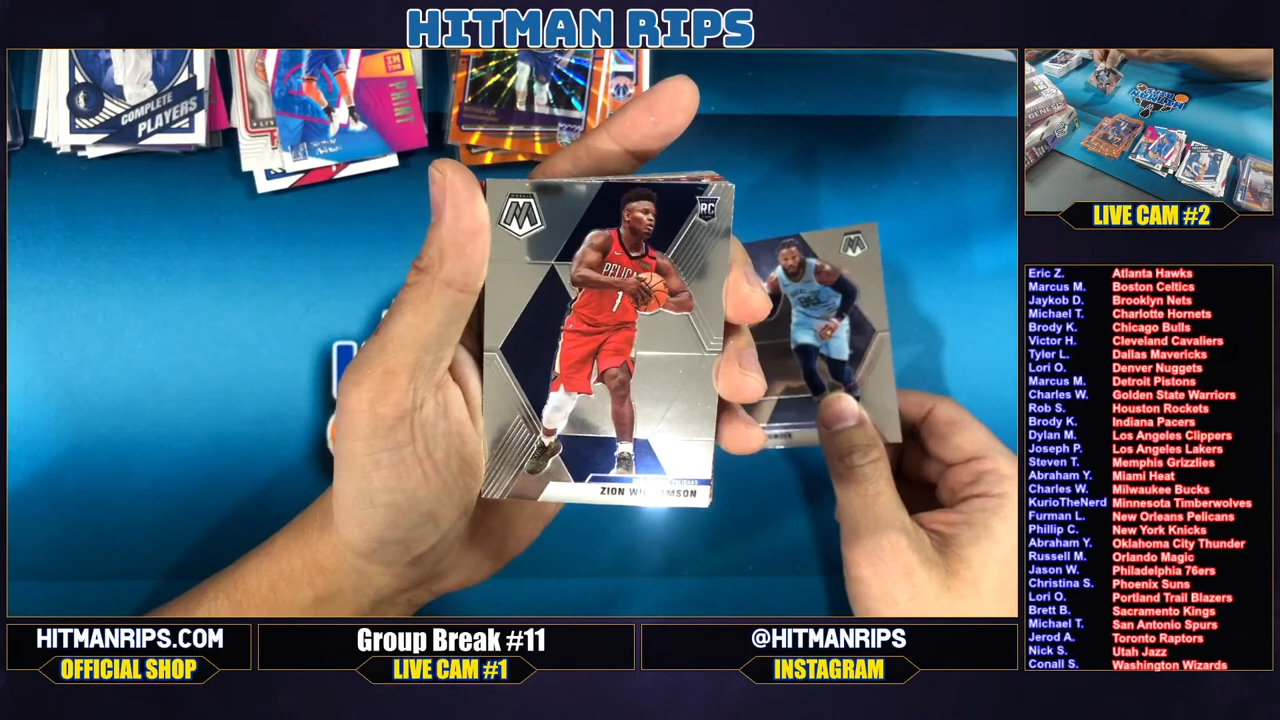 HITMAN RIPS
COMPLETE
PLAYERS
IN THE
PRINT
RC
PELICA
1
ZION WILLIAMSON
LIVE CAM #2
Eric Z. Atlanta Hawks
Marcus M. Boston Celtics
Jaykob D. Brooklyn Nets
Michael T. Charlotte Hornets
Brody K. Chicago Bulls
Victor H. Cleveland Cavaliers
Tyler L. Dallas Mavericks
Lori O. Denver Nuggets
Marcus M. Detroit Pistons
Charles W. Golden State Warriors
Rob S. Houston Rockets
Brody K. Indiana Pacers
Dylan M. Los Angeles Clippers
Joseph P. Los Angeles Lakers
Steven T. Memphis Grizzlies
Abraham Y. Miami Heat
Charles W. Milwaukee Bucks
KurioTheNerd Minnesota Timberwolves
Furman L. New Orleans Pelicans
Phillip C. New York Knicks
Abraham Y. Oklahoma City Thunder
Russell M. Orlando Magic
Jason W. Philadelphia 76ers
Christina S. Phoenix Suns
Lori O. Portland Trail Blazers
Brett B. Sacramento Kings
Michael T. San Antonio Spurs
Jerod A. Toronto Raptors
Nick S. Utah Jazz
Conall S. Washington Wizards
HITMANRIPS.COM
OFFICIAL SHOP
Group Break #11
LIVE CAM #1
@HITMANRIPS
INSTAGRAM